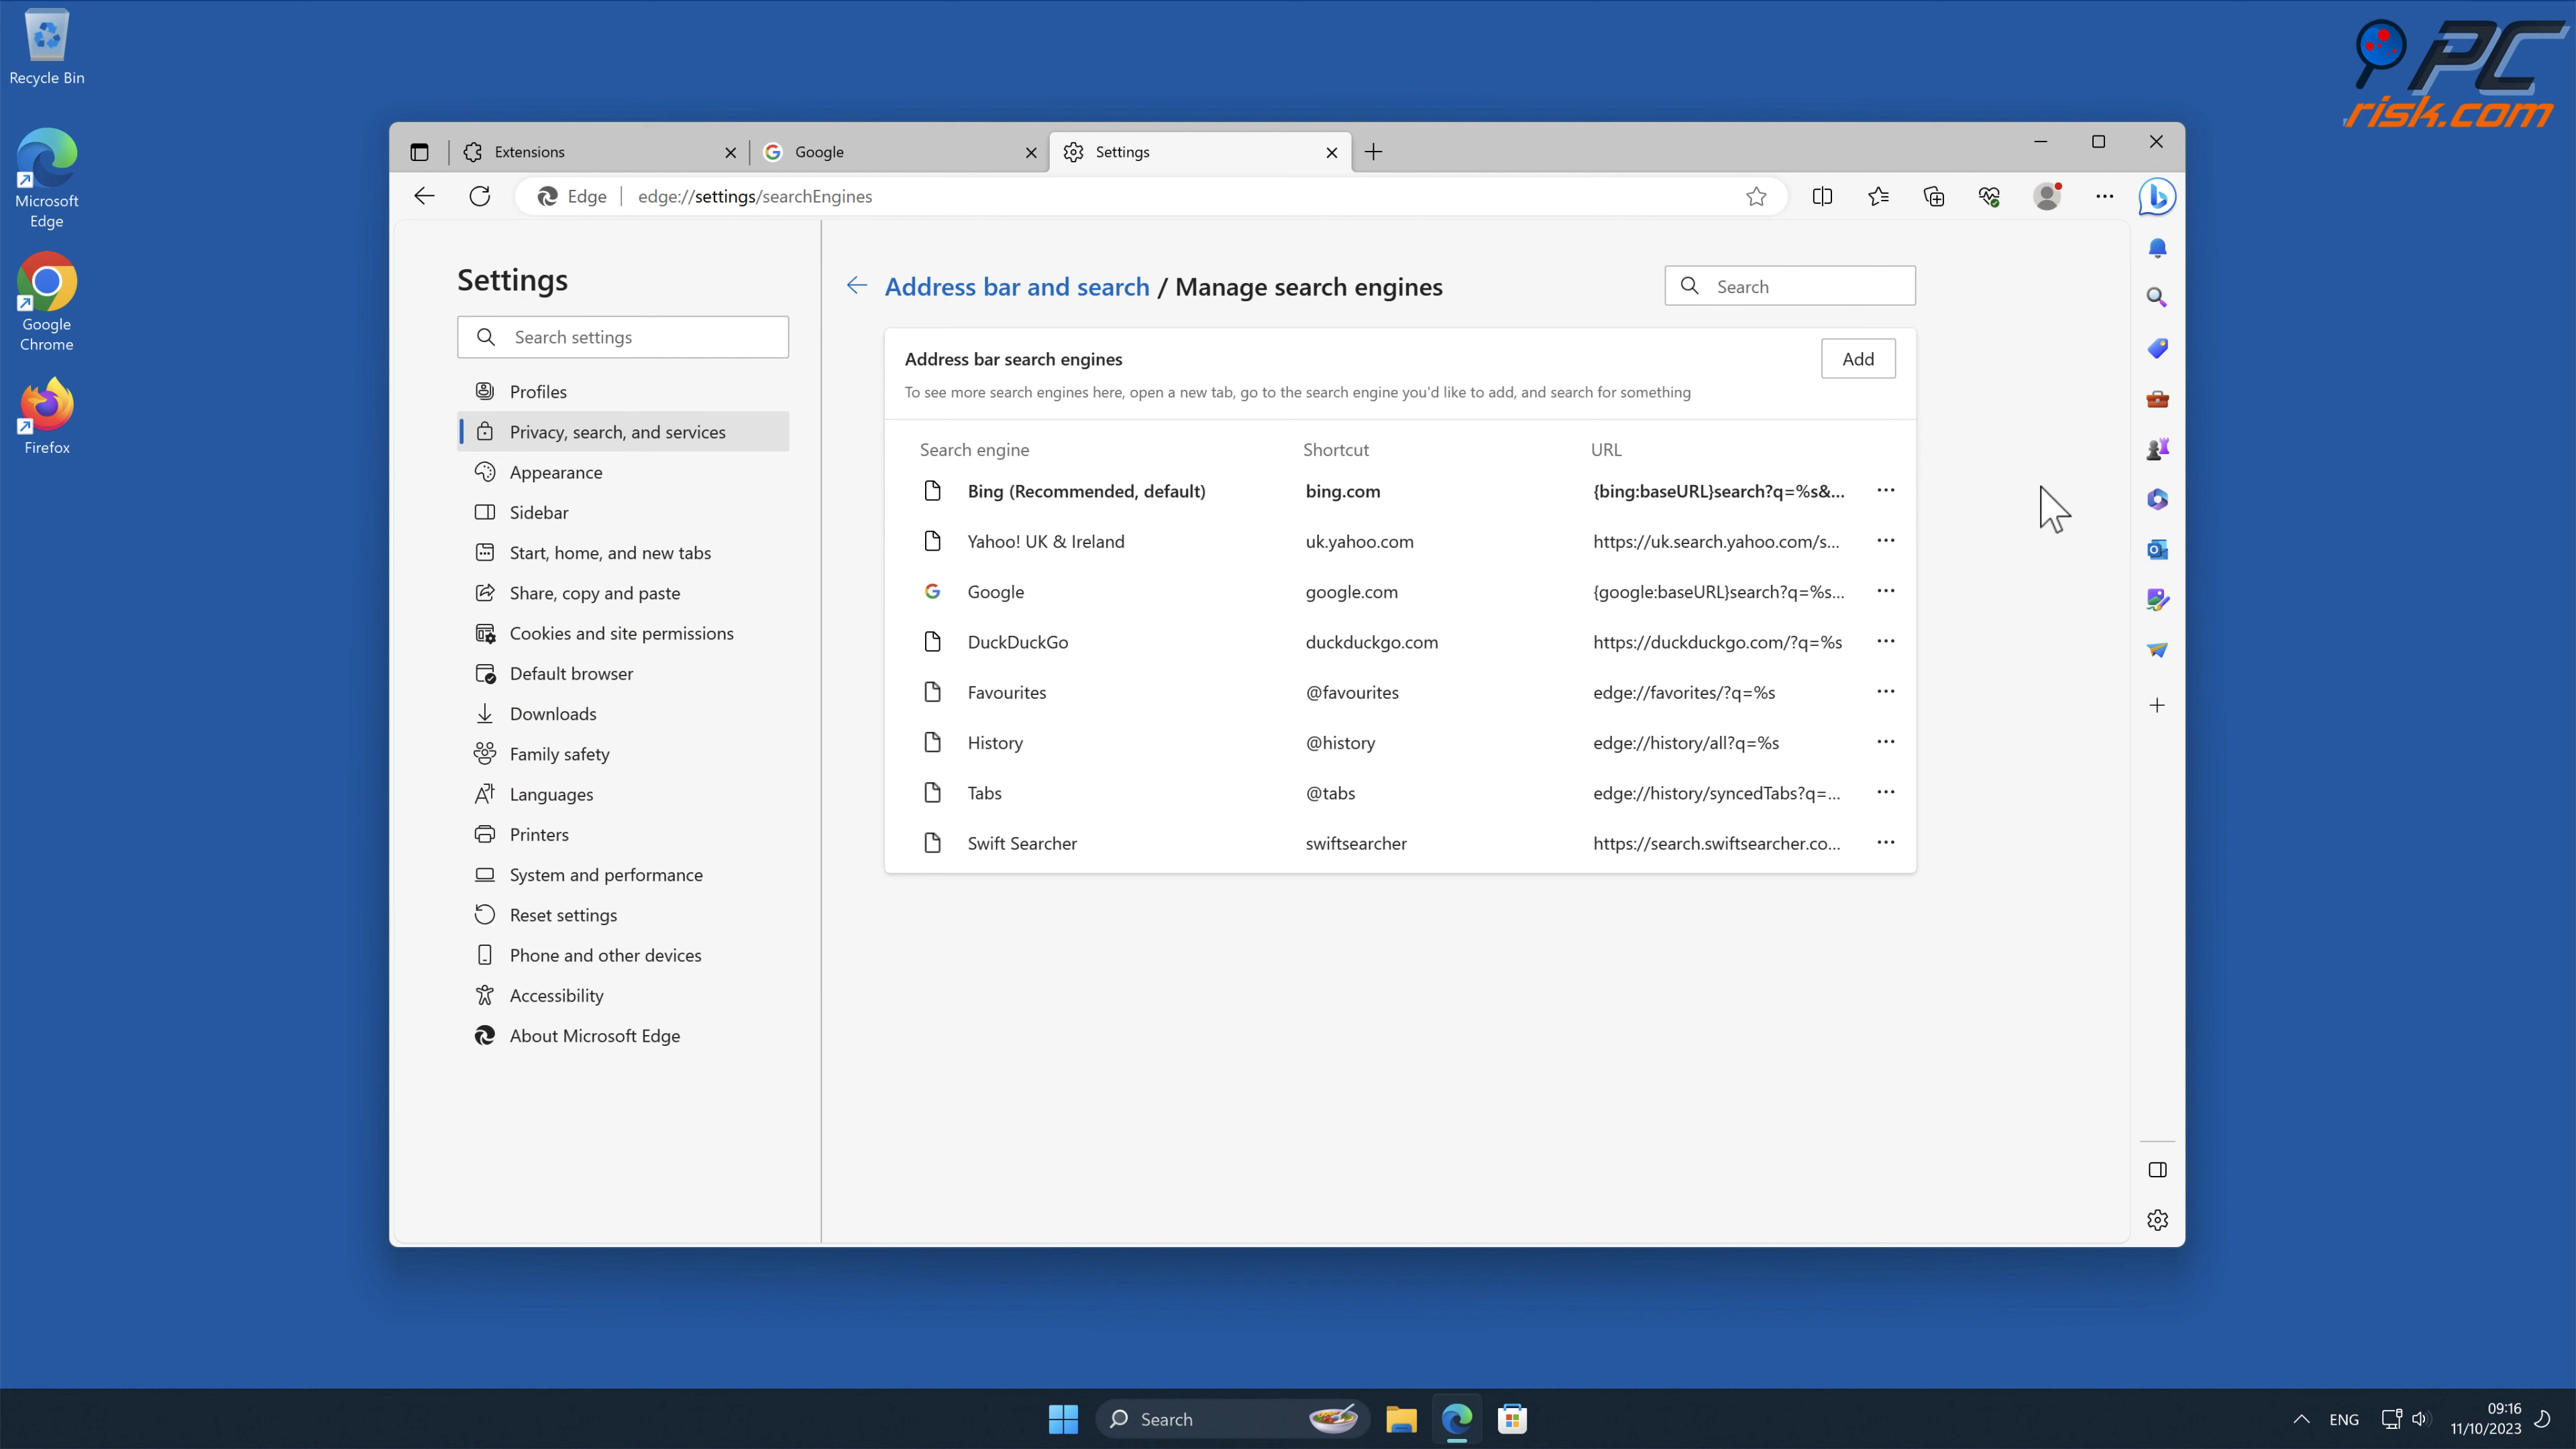 Recycle Bin
Microsoft
Edge
Google
Chrome
Firefox
PC
risk.com
Extensions
Google
Settings
Edge
edge://settings/searchEngines
Settings
Search settings
Profiles
Privacy, search, and services
Appearance
Sidebar
Start, home, and new tabs
Share, copy and paste
Cookies and site permissions
Default browser
Downloads
Family safety
Languages
Printers
System and performance
Reset settings
Phone and other devices
Accessibility
About Microsoft Edge
Address bar and search / Manage search engines
Search
Address bar search engines
Add
To see more search engines here, open a new tab, go to the search engine you'd like to add, and search for something
Search engine Shortcut URL
Bing (Recommended, default) bing.com {bing:baseURL}search?q=%s&...
Yahoo! UK & Ireland uk.yahoo.com https://uk.search.yahoo.com/s...
Google google.com {google:baseURL}search?q=%s...
DuckDuckGo duckduckgo.com https://duckduckgo.com/?q=%s
Favourites @favourites edge://favorites/?q=%s
History @history edge://history/all?q=%s
Tabs @tabs edge://history/syncedTabs?q=...
Swift Searcher swiftsearcher https://search.swiftsearcher.co...
Search
ENG
09:16
11/10/2023